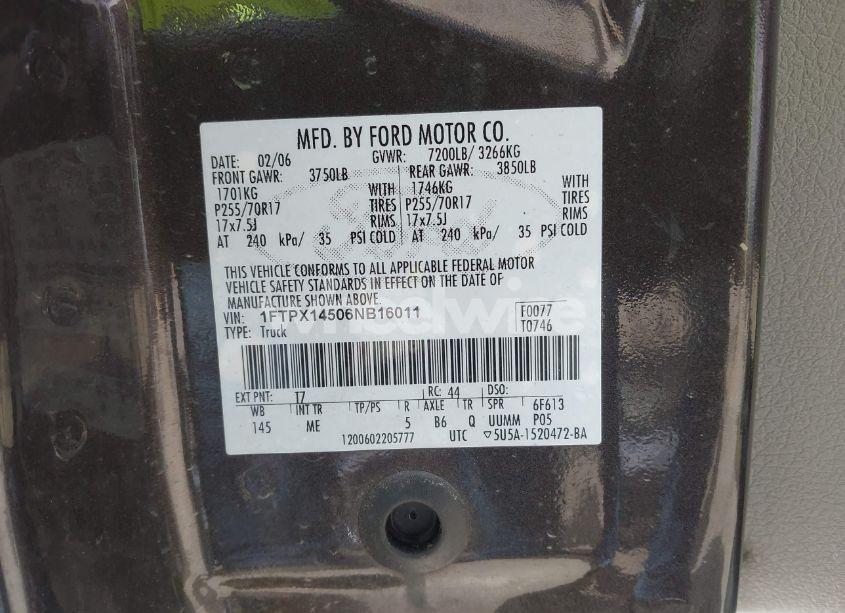 MFD. BY FORD MOTOR CO.
DATE: 02/06 GVWR: 7200LB/ 3266KG
FRONT GAWR: 3750LB REAR GAWR: 3850LB
1701KG WITH 1746KG WITH
P255/70R17 TIRES P255/70R17 TIRES
17x7.5J RIMS 17x7.5J RIMS
AT 240 kPa/ 35 PSI COLD AT 240 kPa/ 35 PSI COLD
THIS VEHICLE CONFORMS TO ALL APPLICABLE FEDERAL MOTOR
VEHICLE SAFETY STANDARDS IN EFFECT ON THE DATE OF
MANUFACTURE SHOWN ABOVE.
VIN: 1FTPX14506NB16011 F0077
TYPE: Truck T0746
EXT PNT: T7 RC: 44 DSO:
WB INT TR TP/PS R AXLE TR SPR 6F613
145 ME 5 B6 Q UUMM P05
1200602205777 UTC ▽5U5A-1520472-BA